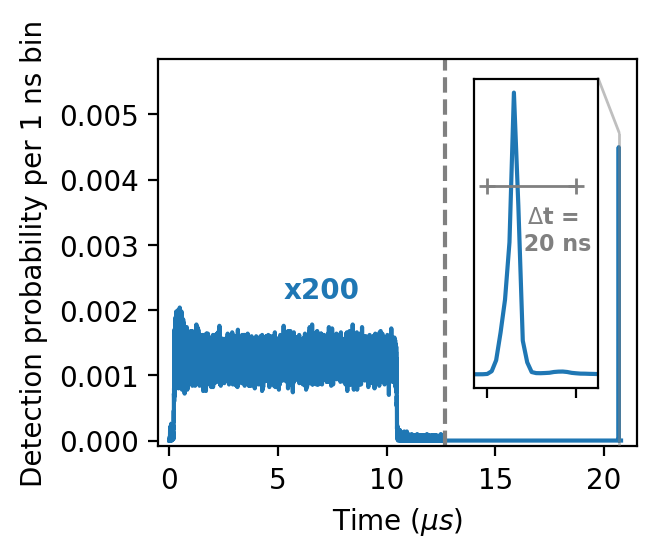 Detection probability per 1 ns bin
0.005
0.004
0.003
0.002
0.001
0.000
x200
Δt =
20 ns
0
5
10
15
20
Time (μs)